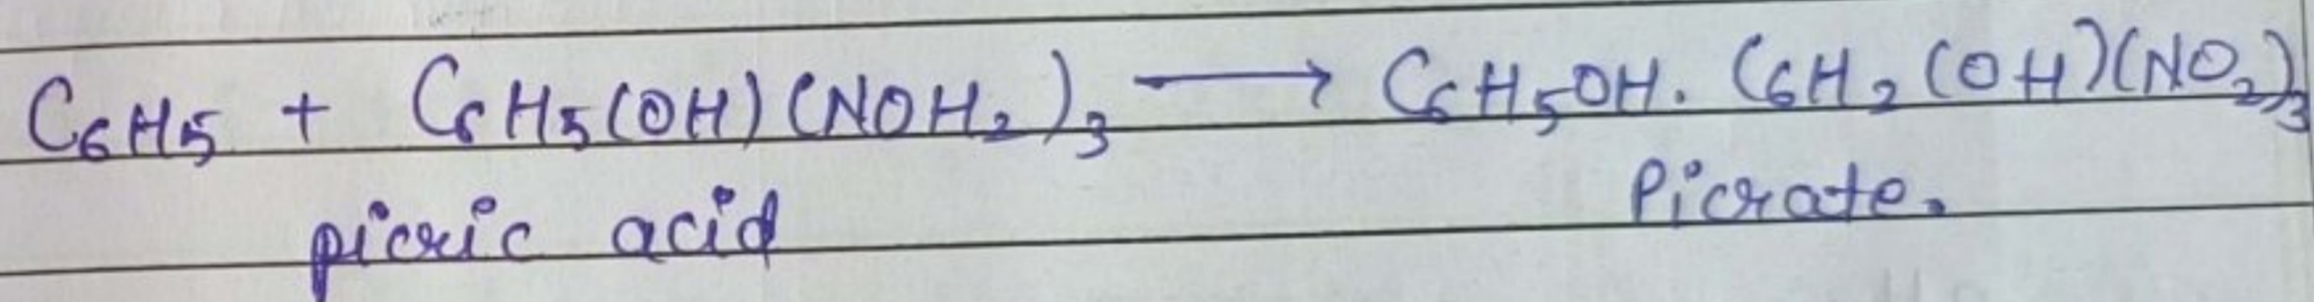 C₆H₅ + C₆H₅(OH)(NOH₂)₃ ⟶ C₆H₅OH. C₆H₂(OH)(NO₂)₃
picric acid Picrate.